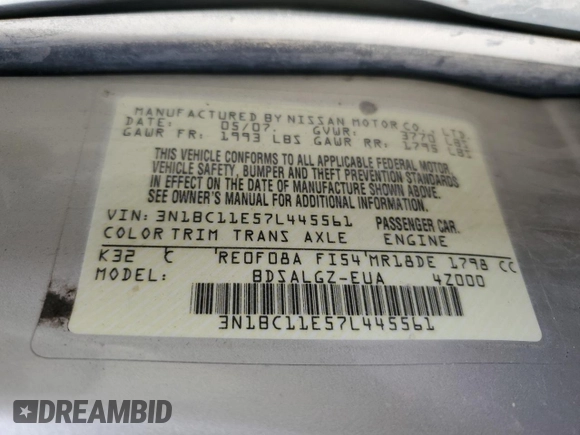 MANUFACTURED BY NISSAN MOTOR CO. LTD.
DATE: 05/07. GVWR: 3770 LBS
GAWR FR: 1993 LBS GAWR RR: 1795 LBS
THIS VEHICLE CONFORMS TO ALL APPLICABLE FEDERAL MOTOR
VEHICLE SAFETY, BUMPER AND THEFT PREVENTION STANDARDS
IN EFFECT ON THE DATE OF MANUFACTURE SHOWN ABOVE.
SEE OWNER'S MANUAL FOR ADDITIONAL INFORMATION.
VIN: 3N1BC11E57L445561 PASSENGER CAR.
COLOR TRIM TRANS AXLE ENGINE
K32 C RE0F08A FI54 MR18DE 1798 CC
MODEL: BDSALGZ-EUA 4Z000
3N1BC11E57L445561
DREAMBID